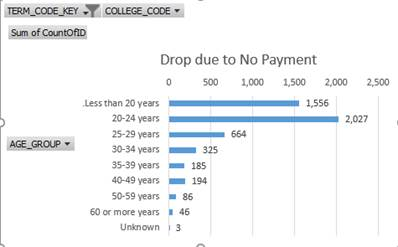 TERM_CODE_KEY COLLEGE_CODE
Sum of CountOfID
Drop due to No Payment
0 500 1,000 1,500 2,000 2,500
.Less than 20 years 1,556
20-24 years 2,027
25-29 years 664
30-34 years 325
AGE_GROUP
35-39 years 185
40-49 years 194
50-59 years 86
60 or more years 46
Unknown 3